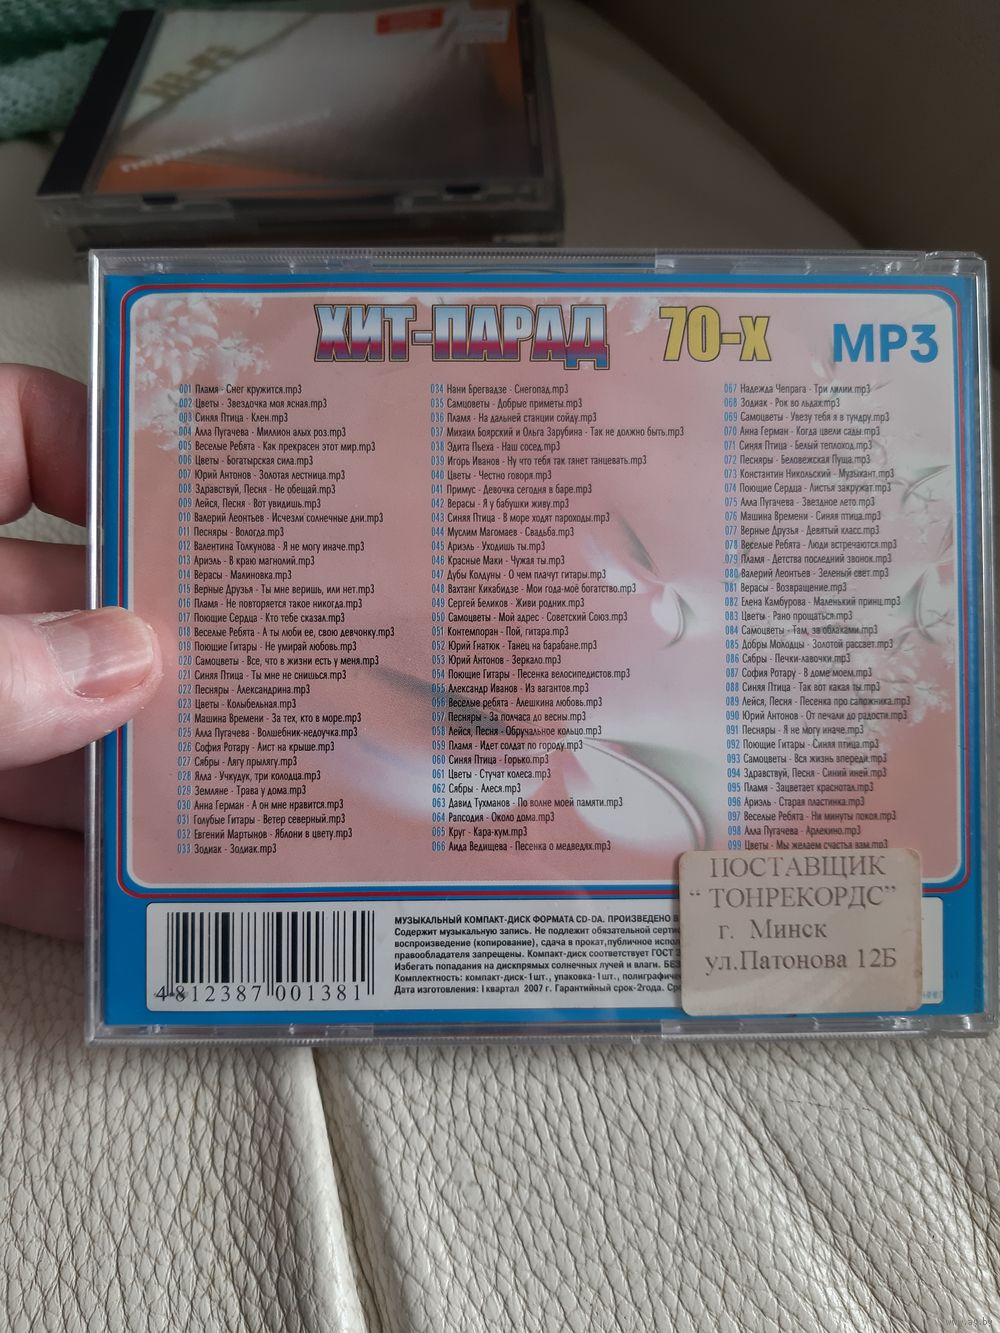 HI-FI
ХИТ-ПАРАД 70-Х MP3
001 Пламя - Снег кружится.mp3
002 Цветы - Звездочка моя ясная.mp3
003 Синяя Птица - Клен.mp3
004 Алла Пугачева - Миллион алых роз.mp3
005 Веселые Ребята - Как прекрасен этот мир.mp3
006 Цветы - Богатырская сила.mp3
007 Юрий Антонов - Золотая лестница.mp3
008 Здравствуй, Песня - Не обещай.mp3
009 Лейся, Песня - Вот увидишь.mp3
010 Валерий Леонтьев - Исчезли солнечные дни.mp3
011 Песняры - Вологда.mp3
012 Валентина Толкунова - Я не могу иначе.mp3
013 Ариэль - В краю магнолий.mp3
014 Верасы - Малиновка.mp3
015 Верные Друзья - Ты мне веришь, или нет.mp3
016 Пламя - Не повторяется такое никогда.mp3
017 Поющие Сердца - Кто тебе сказал.mp3
018 Веселые Ребята - А ты люби ее, свою девчонку.mp3
019 Поющие Гитары - Не умирай любовь.mp3
020 Самоцветы - Все, что в жизни есть у меня.mp3
021 Синяя Птица - Ты мне не снишься.mp3
022 Песняры - Александрина.mp3
023 Цветы - Колыбельная.mp3
024 Машина Времени - За тех, кто в море.mp3
025 Алла Пугачева - Волшебник-недоучка.mp3
026 София Ротару - Аист на крыше.mp3
027 Сябры - Лягу прылягу.mp3
028 Ялла - Учкудук, три колодца.mp3
029 Земляне - Трава у дома.mp3
030 Анна Герман - А он мне нравится.mp3
031 Голубые Гитары - Ветер северный.mp3
032 Евгений Мартынов - Яблони в цвету.mp3
033 Зодиак - Зодиак.mp3
034 Нани Брегвадзе - Снегопад.mp3
035 Самцоветы - Добрые приметы.mp3
036 Пламя - На дальней станции сойду.mp3
037 Михаил Боярский и Ольга Зарубина - Так не должно быть.mp3
038 Эдита Пьеха - Наш сосед.mp3
039 Игорь Иванов - Ну что тебя так тянет танцевать.mp3
040 Цветы - Честно говоря.mp3
041 Примус - Девочка сегодня в баре.mp3
042 Верасы - Я у бабушки живу.mp3
043 Синяя Птица - В море ходят пароходы.mp3
044 Муслим Магомаев - Свадьба.mp3
045 Ариэль - Уходишь ты.mp3
046 Красные Маки - Чужая ты.mp3
047 Дубы Колдуны - О чем плачут гитары.mp3
048 Вахтанг Кикабидзе - Мои года-моё богатство.mp3
049 Сергей Беликов - Живи родник.mp3
050 Самоцветы - Мой адрес - Советский Союз.mp3
051 Контемпоран - Пой, гитара.mp3
052 Юрий Гнатюк - Танец на барабане.mp3
053 Юрий Антонов - Зеркало.mp3
054 Поющие Гитары - Песенка велосипедистов.mp3
055 Александр Иванов - Из вагантов.mp3
056 Веселые ребята - Алешкина любовь.mp3
057 Песняры - За полчаса до весны.mp3
058 Лейся, Песня - Обручальное кольцо.mp3
059 Пламя - Идет солдат по городу.mp3
060 Синяя Птица - Горько.mp3
061 Цветы - Стучат колеса.mp3
062 Сябры - Алеся.mp3
063 Давид Тухманов - По волне моей памяти.mp3
064 Рапсодия - Около дома.mp3
065 Круг - Кара-кум.mp3
066 Аида Ведищева - Песенка о медведях.mp3
067 Надежда Чепрага - Три лилии.mp3
068 Зодиак - Рок во льдах.mp3
069 Самоцветы - Увезу тебя я в тундру.mp3
070 Анна Герман - Когда цвели сады.mp3
071 Синяя Птица - Белый теплоход.mp3
072 Песняры - Беловежская Пуща.mp3
073 Константин Никольский - Музыкант.mp3
074 Поющие Сердца - Листья закружат.mp3
075 Алла Пугачева - Звездное лето.mp3
076 Машина Времени - Синяя птица.mp3
077 Верные Друзья - Девятый класс.mp3
078 Веселые Ребята - Люди встречаются.mp3
079 Пламя - Детства последний звонок.mp3
080 Валерий Леонтьев - Зеленый свет.mp3
081 Верасы - Возвращение.mp3
082 Елена Камбурова - Маленький принц.mp3
083 Цветы - Рано прощаться.mp3
084 Самоцветы - Там, за облаками.mp3
085 Добры Молодцы - Золотой рассвет.mp3
086 Сябры - Печки-лавочки.mp3
087 София Ротару - В доме моем.mp3
088 Синяя Птица - Так вот какая ты.mp3
089 Лейся, Песня - Песенка про сапожника.mp3
090 Юрий Антонов - От печали до радости.mp3
091 Песняры - Я не могу иначе.mp3
092 Поющие Гитары - Синяя птица.mp3
093 Самоцветы - Вся жизнь впереди.mp3
094 Здравствуй, Песня - Синий иней.mp3
095 Пламя - Зацветает краснотал.mp3
096 Ариэль - Старая пластинка.mp3
097 Веселые Ребята - Ни минуты покоя.mp3
098 Алла Пугачева - Арлекино.mp3
099 Цветы - Мы желаем счастья вам.mp3
ПОСТАВЩИК
“ ТОНРЕКОРДС”
г. Минск
ул.Патонова 12Б
4 812387 001381
МУЗЫКАЛЬНЫЙ КОМПАКТ-ДИСК ФОРМАТА CD-DA. ПРОИЗВЕДЕНО В
Содержит музыкальную запись. Не подлежит обязательной
воспроизведение (копирование), сдача в прокат,публичное
правообладателя запрещены. Компакт-диск соответствует ГОСТ
Избегать попадания на дискпрямых солнечных лучей и влаги.
Комплектность: компакт-диск-1шт., упаковка-1шт.,
Дата изготовления: I квартал 2007 г. Гарантийный срок-2года.
www.ay.by